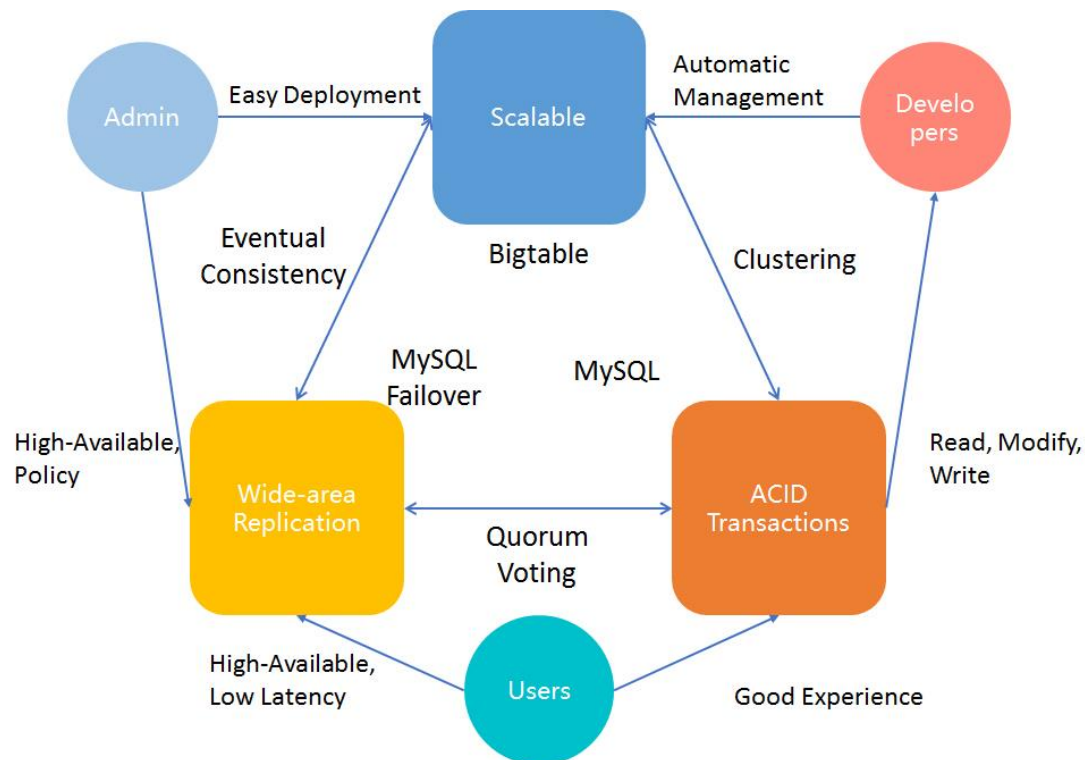 Admin
Easy Deployment
Scalable
Automatic
Management
Develo
pers
Eventual
Consistency
Bigtable
Clustering
MySQL
Failover
MySQL
High-Available,
Policy
Wide-area
Replication
ACID
Transactions
Read, Modify,
Write
Quorum
Voting
High-Available,
Low Latency
Users
Good Experience